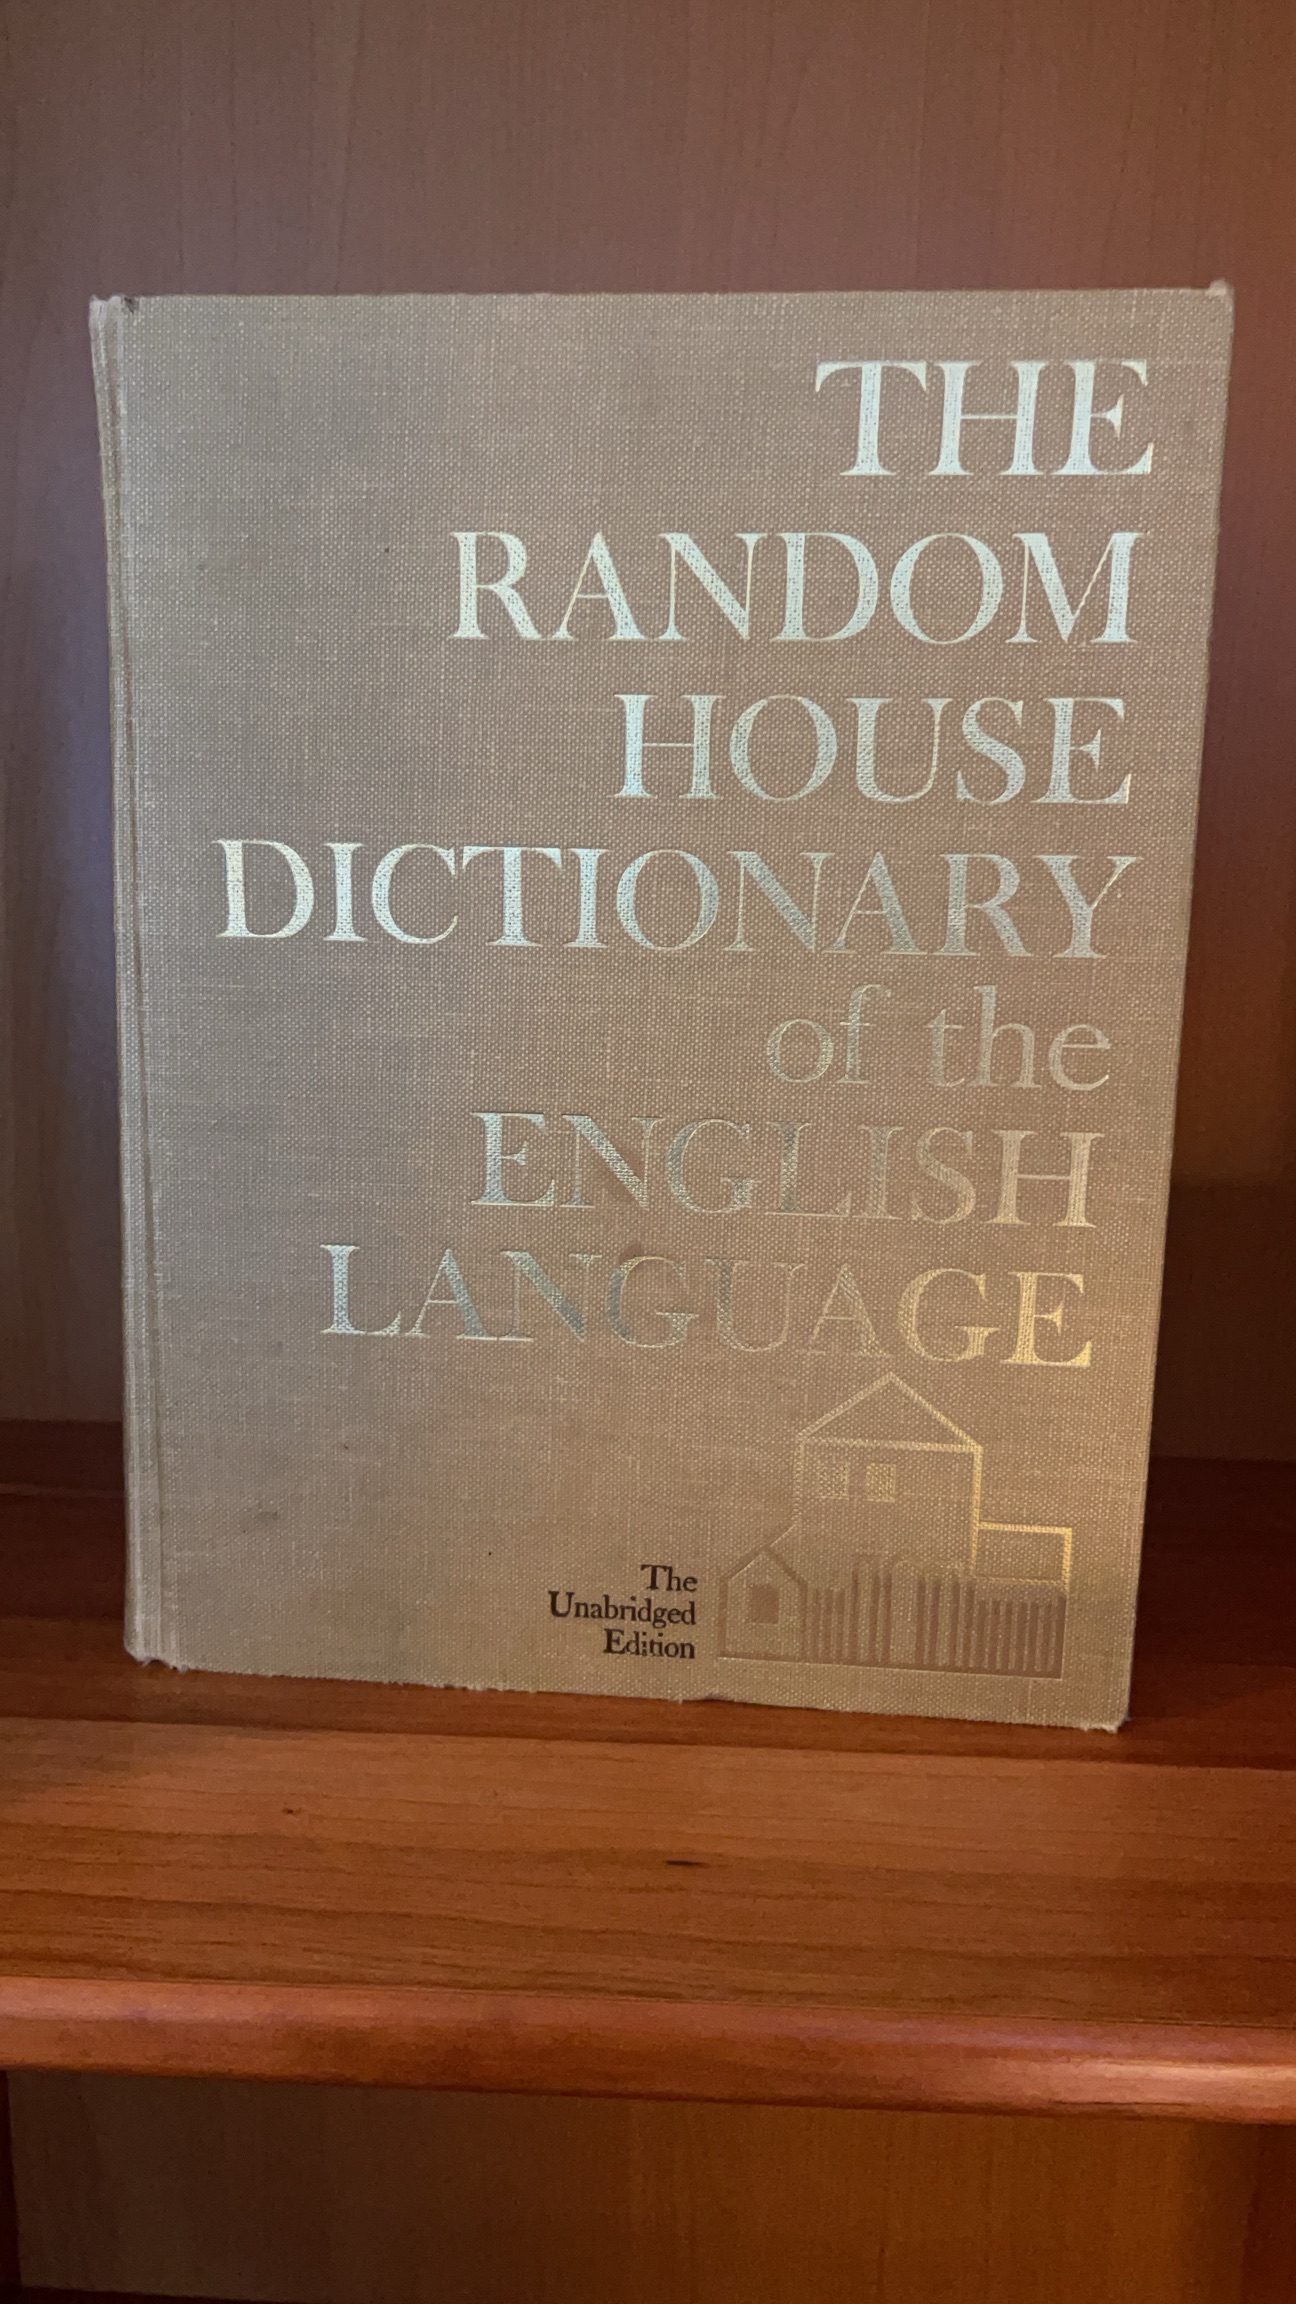 THE
RANDOM
HOUSE
DICTIONARY
of the
ENGLISH
LANGUAGE
The
Unabridged
Edition